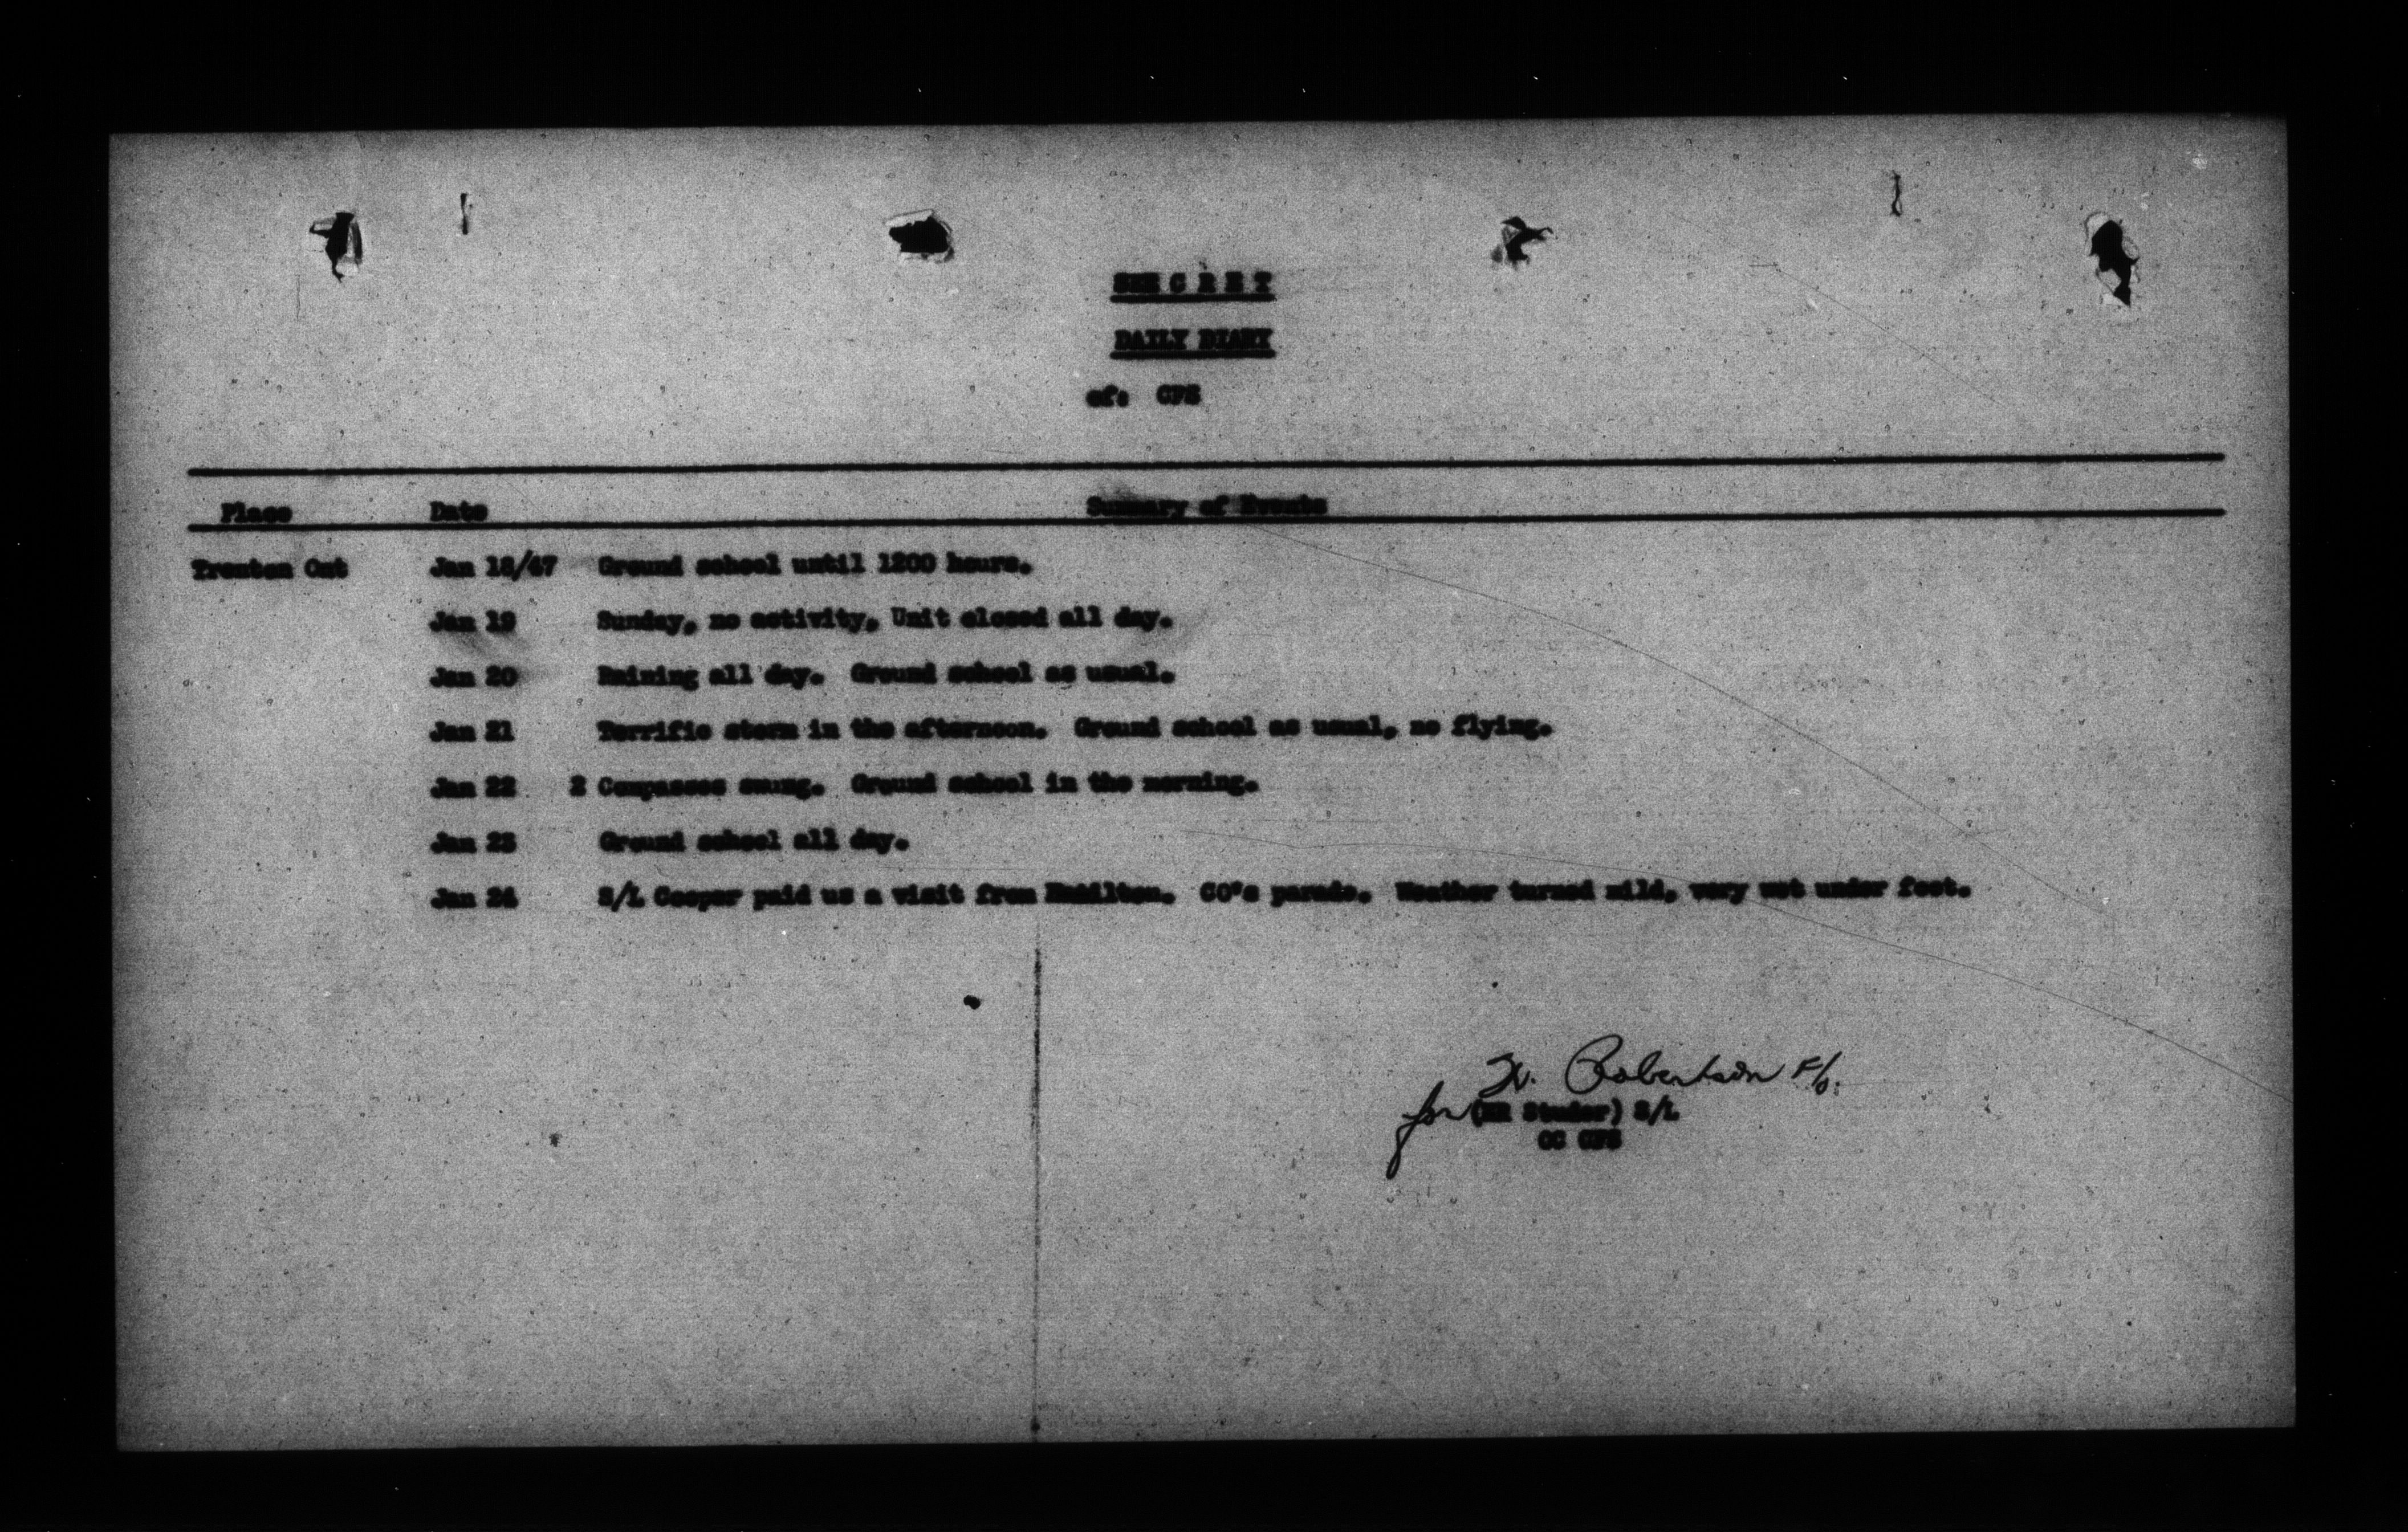 SECRET
DAILY DIARY
of: CFS
Place Date Summary of Events
Trenton Ont Jan 18/47 Ground school until 1200 hours.
Jan 19 Sunday, no activity, Unit closed all day.
Jan 20 Raining all day. Ground school as usual.
Jan 21 Terrific storm in the afternoon. Ground school as usual, no flying.
Jan 22 2 Compasses swung. Ground school in the morning.
Jan 23 Ground school all day.
Jan 24 S/L Cooper paid us a visit from Hamilton. CO's parade. Weather turned mild, very wet under foot.
Robertson F/O.
for (Studer) S/L
OC CFS